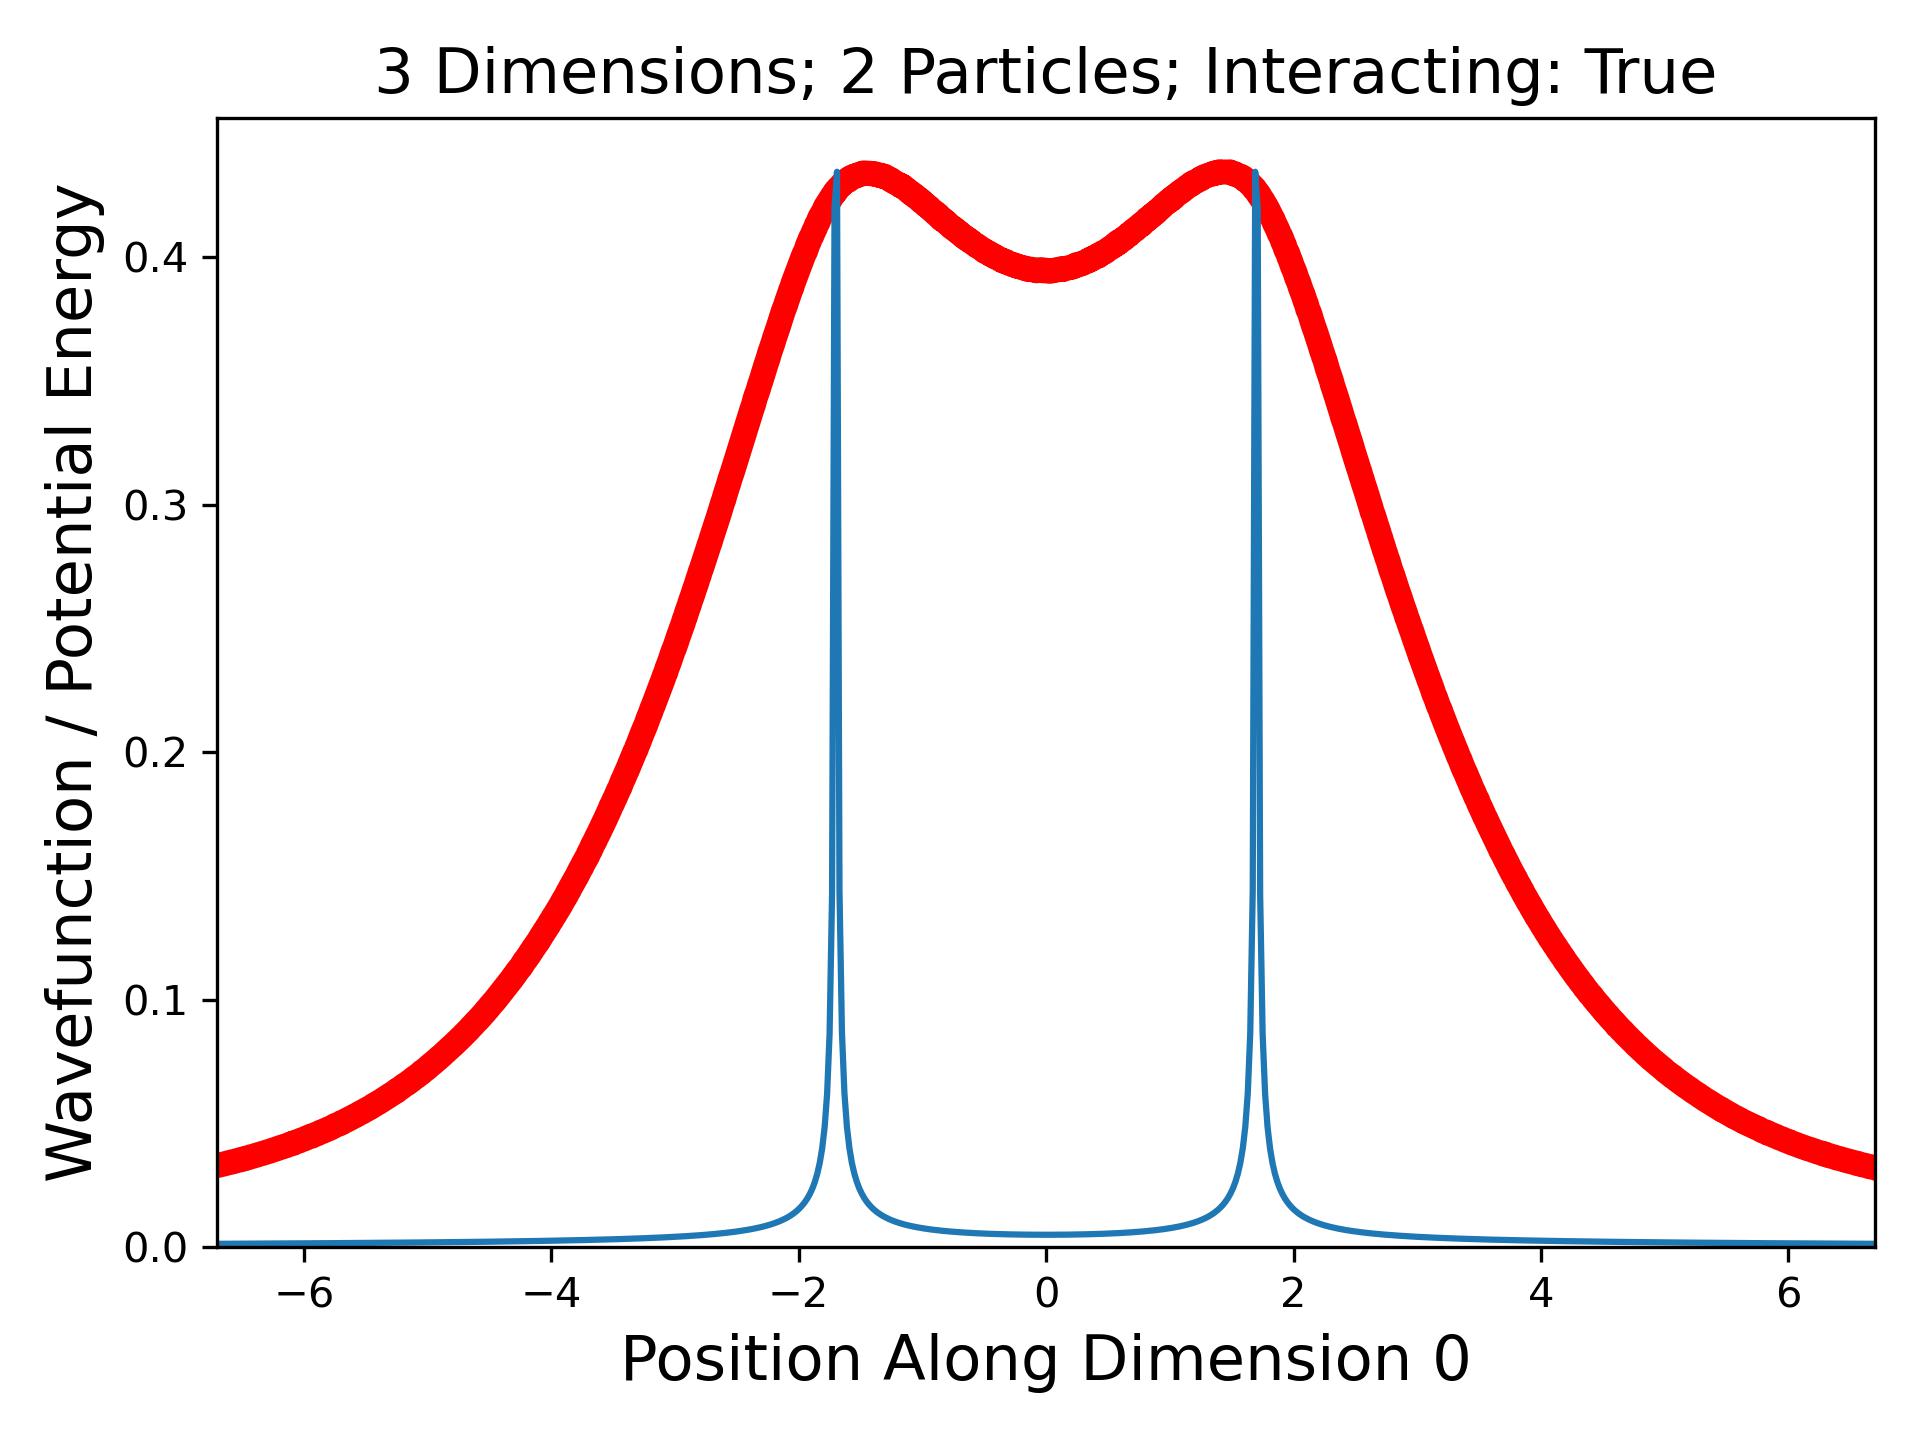 3 Dimensions; 2 Particles; Interacting: True
Wavefunction / Potential Energy
0.4
0.3
0.2
0.1
0.0
−6 −4 −2 0 2 4 6
Position Along Dimension 0